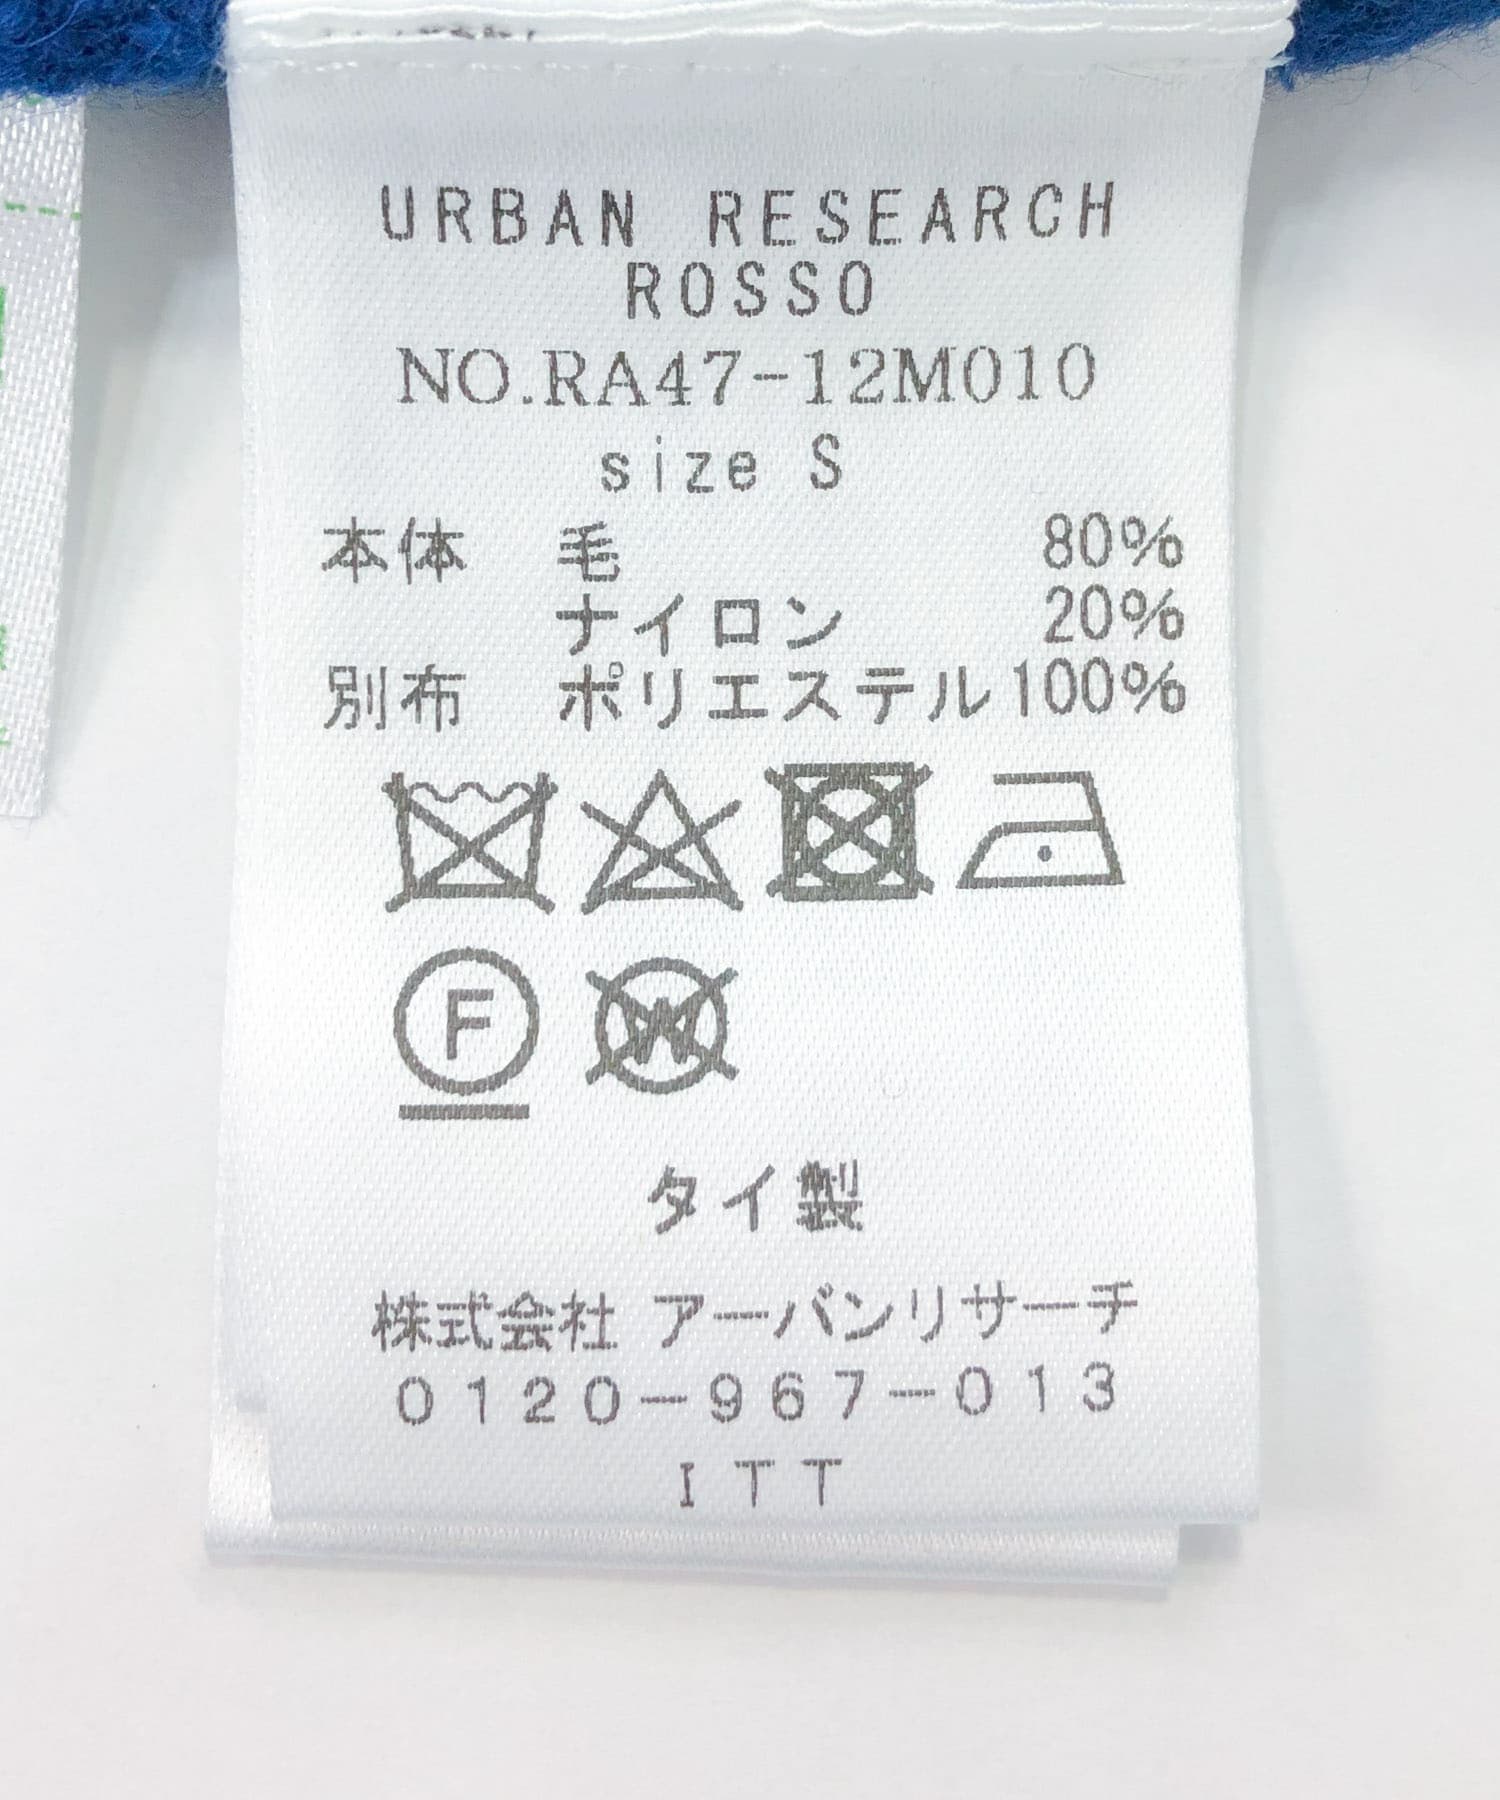 URBAN RESEARCH
ROSSO
NO.RA47-12M010
size S
本体 毛 80%
ナイロン 20%
別布 ポリエステル100%
F W
タイ製
株式会社 アーバンリサーチ
0120-967-013
ITT